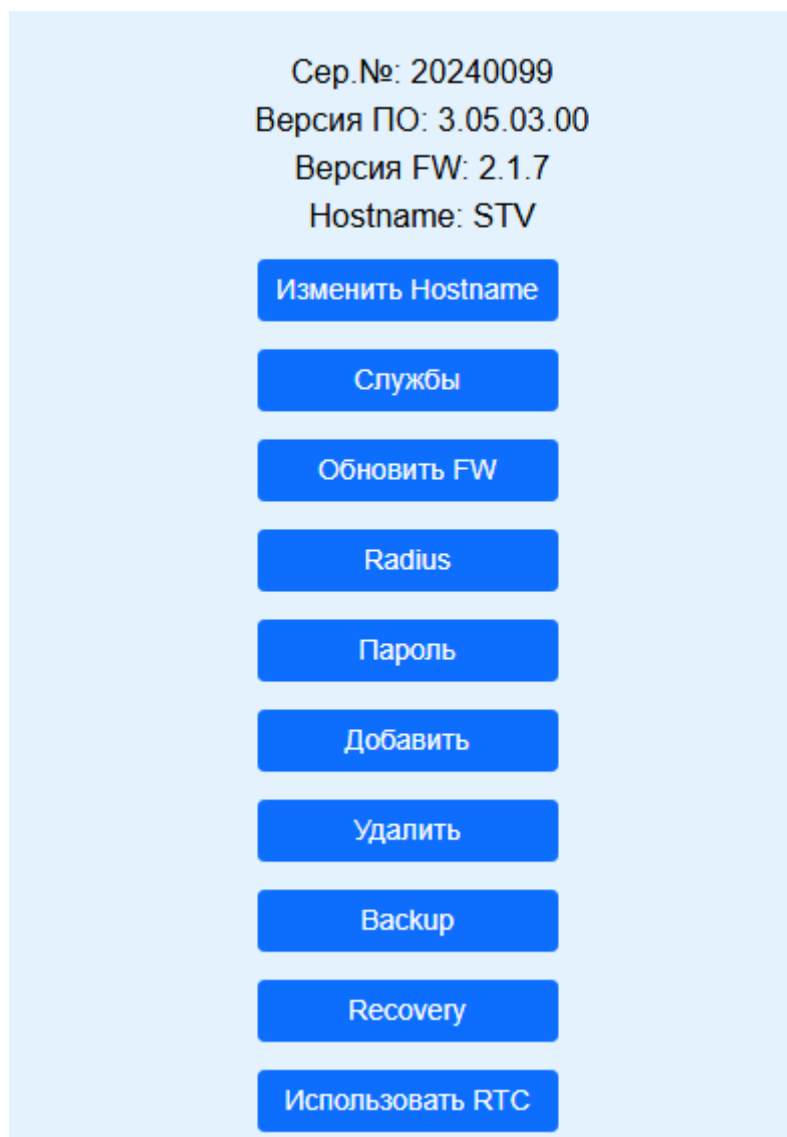 Сер.№: 20240099
Версия ПО: 3.05.03.00
Версия FW: 2.1.7
Hostname: STV
Изменить Hostname
Службы
Обновить FW
Radius
Пароль
Добавить
Удалить
Backup
Recovery
Использовать RTC